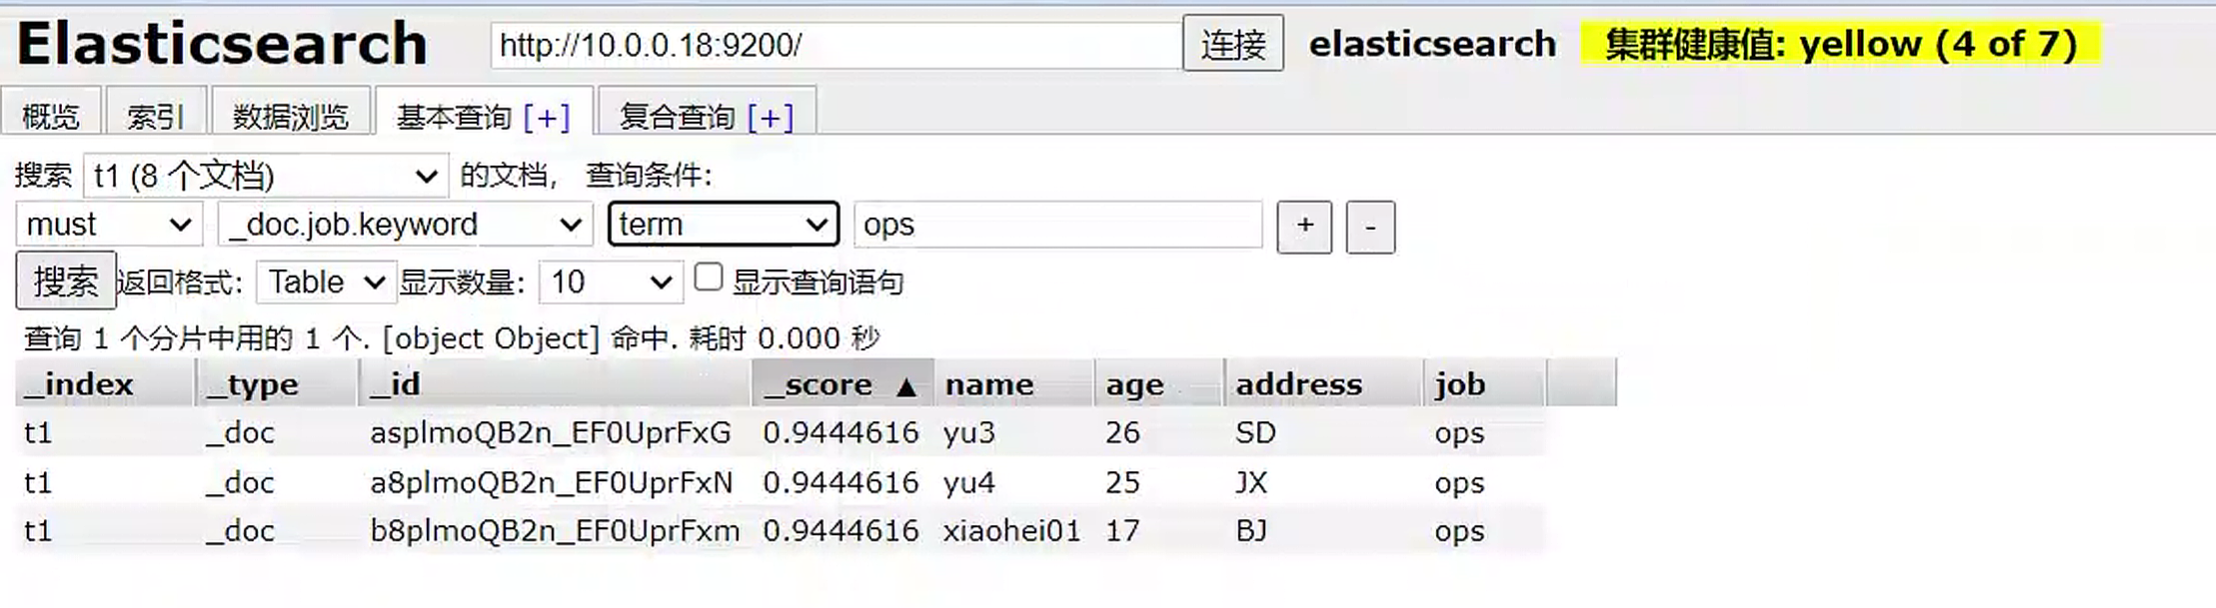 Elasticsearch http://10.0.0.18:9200/ 连接 elasticsearch 集群健康值: yellow (4 of 7)
概览 索引 数据浏览 基本查询 [+] 复合查询 [+]
搜索 t1 (8 个文档) 的文档， 查询条件:
must _doc.job.keyword term ops + -
搜索 返回格式: Table 显示数量: 10 显示查询语句
查询 1 个分片中用的 1 个. [object Object] 命中. 耗时 0.000 秒
_index _type _id _score ▲ name age address job
t1 _doc asplmoQB2n_EF0UprFxG 0.9444616 yu3 26 SD ops
t1 _doc a8plmoQB2n_EF0UprFxN 0.9444616 yu4 25 JX ops
t1 _doc b8plmoQB2n_EF0UprFxm 0.9444616 xiaohei01 17 BJ ops